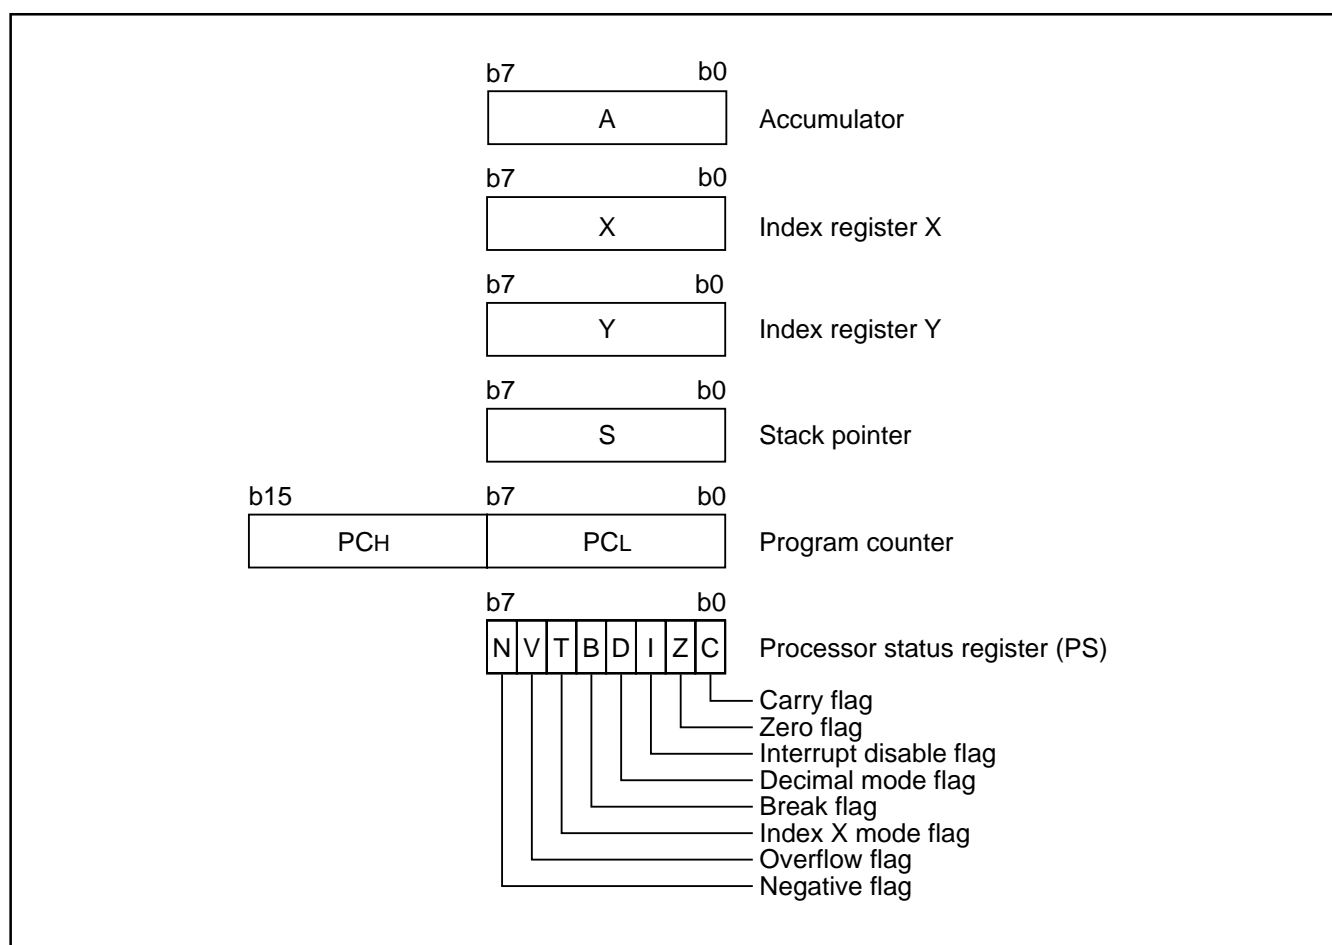 b7 b0
A Accumulator
b7 b0
X Index register X
b7 b0
Y Index register Y
b7 b0
S Stack pointer
b15 b7 b0
PCH PCL Program counter
b7 b0
N V T B D I Z C Processor status register (PS)
Carry flag
Zero flag
Interrupt disable flag
Decimal mode flag
Break flag
Index X mode flag
Overflow flag
Negative flag